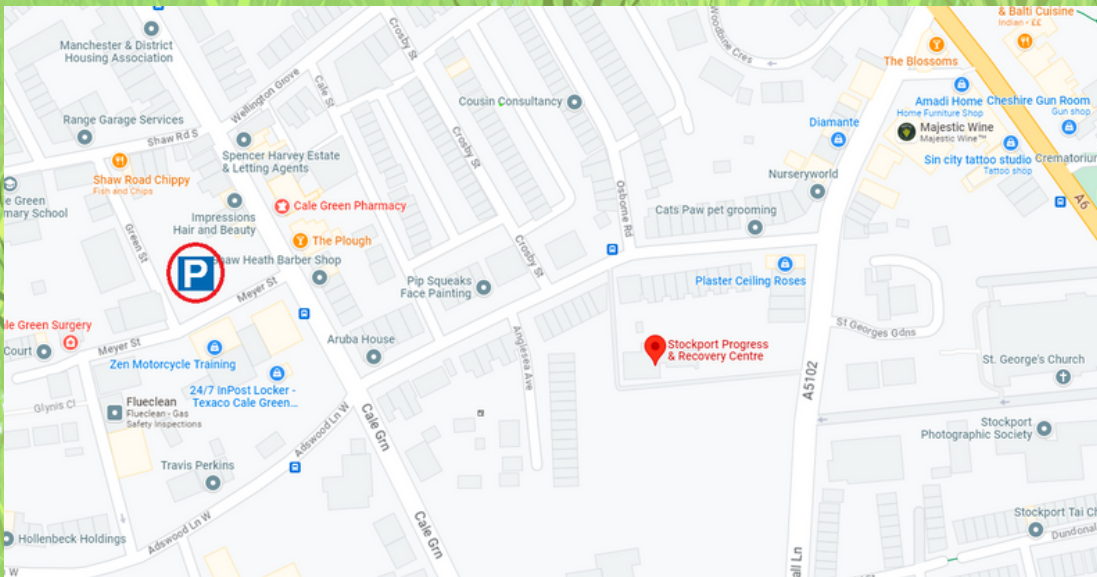 & Balti Cuisine
Indian · ££
Woodbine Cres
Crosby St
Manchester & District
Housing Association
The Blossoms
Cale St
Wellington Grove
Cousin Consultancy
Amadi Home
Home Furniture Shop
Cheshire Gun Room
Gun shop
Range Garage Services
Diamante
Majestic Wine
Majestic Wine™
Shaw Rd S
Crosby St
Spencer Harvey Estate
& Letting Agents
Sin city tattoo studio
Tattoo shop
Crematorium
Shaw Road Chippy
Fish and Chips
Nurseryworld
e Green
mary School
Osborne Rd
A6
Cale Green Pharmacy
Cats Paw pet grooming
Impressions
Hair and Beauty
Green St
The Plough
Crosby St
P
haw Heath Barber Shop
Pip Squeaks
Face Painting
Plaster Ceiling Roses
Meyer St
ale Green Surgery
St Georges Gdns
Aruba House
Anglesea Ave
Stockport Progress
& Recovery Centre
Court
Meyer St
Zen Motorcycle Training
St. George's Church
24/7 InPost Locker -
Texaco Cale Green...
A5102
Glynis Cl
Flueclean
Flueclean - Gas
Safety Inspections
Adswood Ln W
Cale Grn
Stockport
Photographic Society
Travis Perkins
Stockport Tai Ch
Cale Grn
Hollenbeck Holdings
Adswood Ln W
Dundonal
all Ln
n W